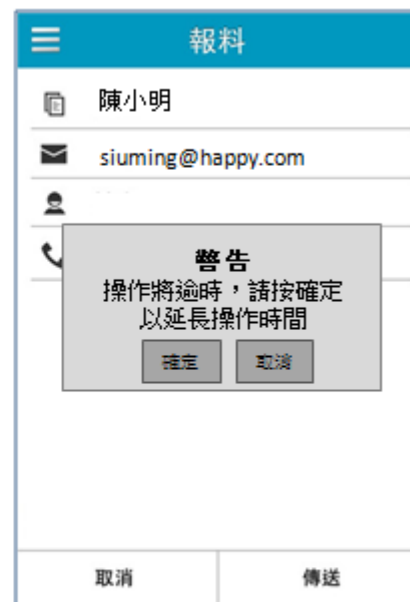 報料
陳小明
siuming@happy.com
警告
操作將逾時，請按確定
以延長操作時間
確定
取消
取消
傳送